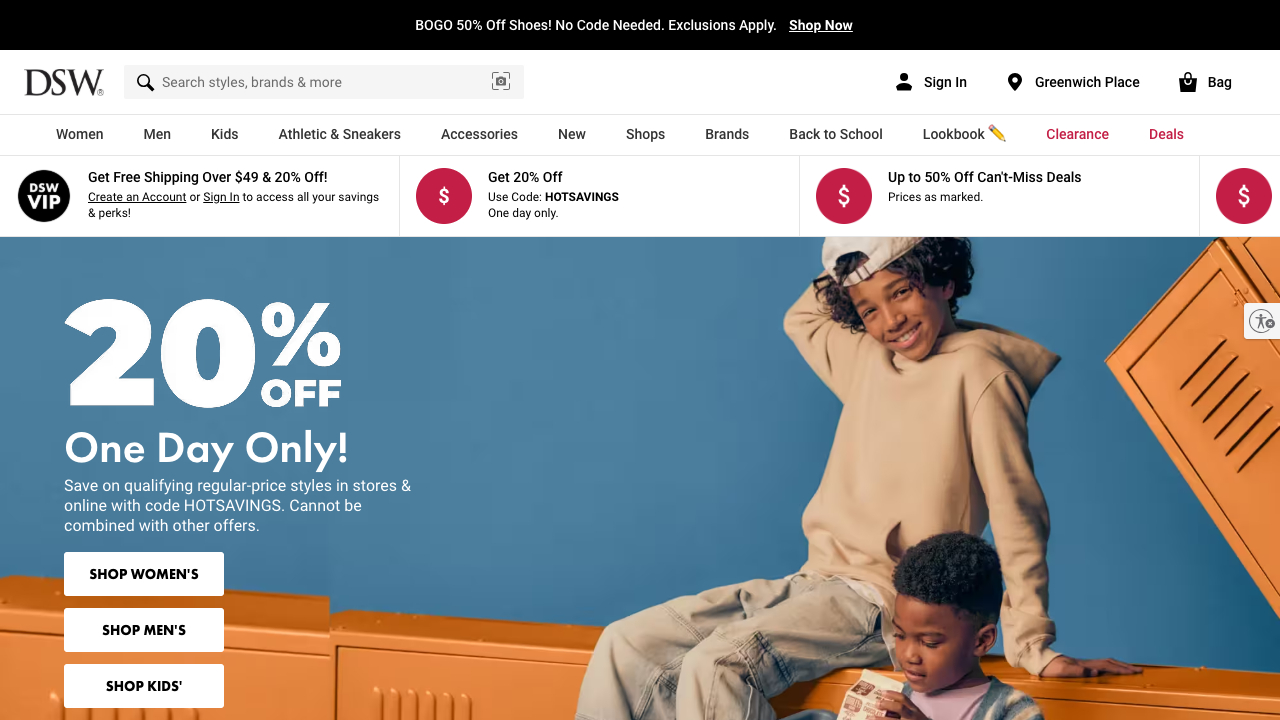 BOGO 50% Off Shoes! No Code Needed. Exclusions Apply. Shop Now
DSW®
Search styles, brands & more
Sign In
Greenwich Place
Bag
Women
Men
Kids
Athletic & Sneakers
Accessories
New
Shops
Brands
Back to School
Lookbook
Clearance
Deals
DSW
VIP
Get Free Shipping Over $49 & 20% Off!
Create an Account or Sign In to access all your savings
& perks!
$
Get 20% Off
Use Code: HOTSAVINGS
One day only.
$
Up to 50% Off Can't-Miss Deals
Prices as marked.
$
20%
OFF
One Day Only!
Save on qualifying regular-price styles in stores &
online with code HOTSAVINGS. Cannot be
combined with other offers.
SHOP WOMEN'S
SHOP MEN'S
SHOP KIDS'